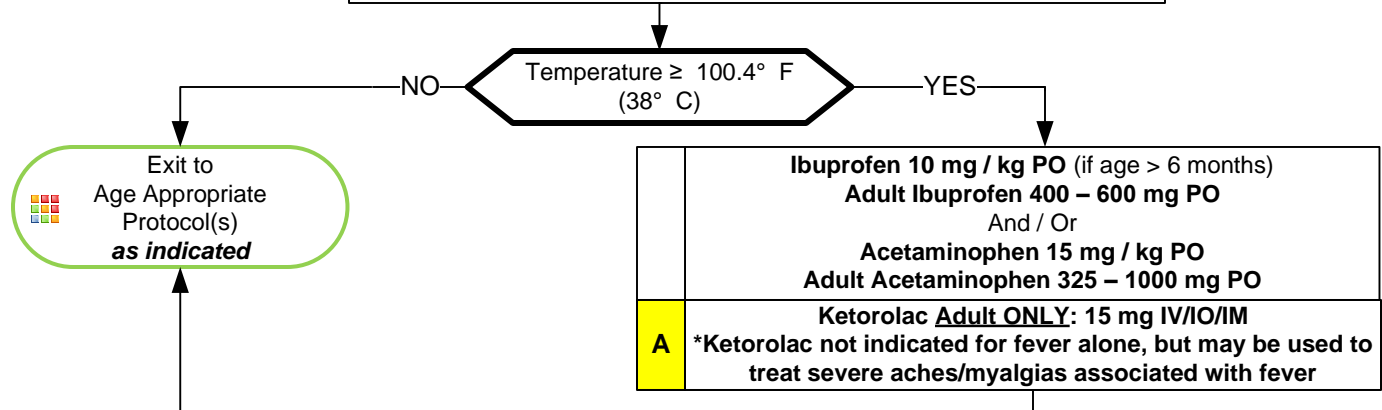 Temperature ≥ 100.4° F
(38° C)
NO
YES
Exit to
Age Appropriate
Protocol(s)
as indicated
Ibuprofen 10 mg / kg PO (if age > 6 months)
Adult Ibuprofen 400 – 600 mg PO
And / Or
Acetaminophen 15 mg / kg PO
Adult Acetaminophen 325 – 1000 mg PO
A
Ketorolac Adult ONLY: 15 mg IV/IO/IM
*Ketorolac not indicated for fever alone, but may be used to
treat severe aches/myalgias associated with fever